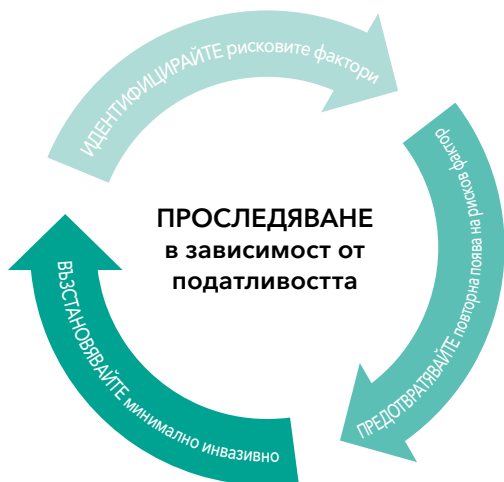 ИДЕНТИФИЦИРАЙТЕ рисковите фактори
ПРЕДОТВРАТЯВАЙТЕ повторна поява на рисков фактор
ВЪЗСТАНОВЯВАЙТЕ минимално инвазивно
ПРОСЛЕДЯВАНЕ
в зависимост от
податливостта